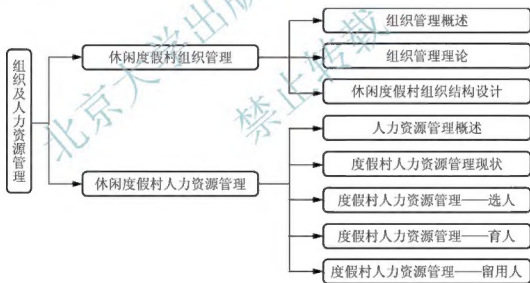 组织及人力资源管理
休闲度假村组织管理
组织管理概述
组织管理理论
休闲度假村组织结构设计
休闲度假村人力资源管理
人力资源管理概述
度假村人力资源管理现状
度假村人力资源管理——选人
度假村人力资源管理——育人
度假村人力资源管理——留用人
北京大学出版
禁止转载